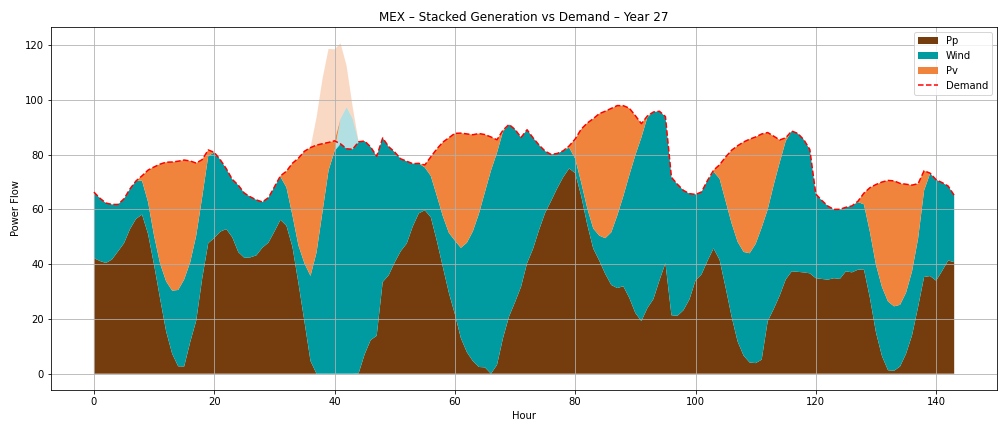 MEX – Stacked Generation vs Demand – Year 27
Pp
Wind
Pv
Demand
Power Flow
120
100
80
60
40
20
0
0 20 40 60 80 100 120 140
Hour